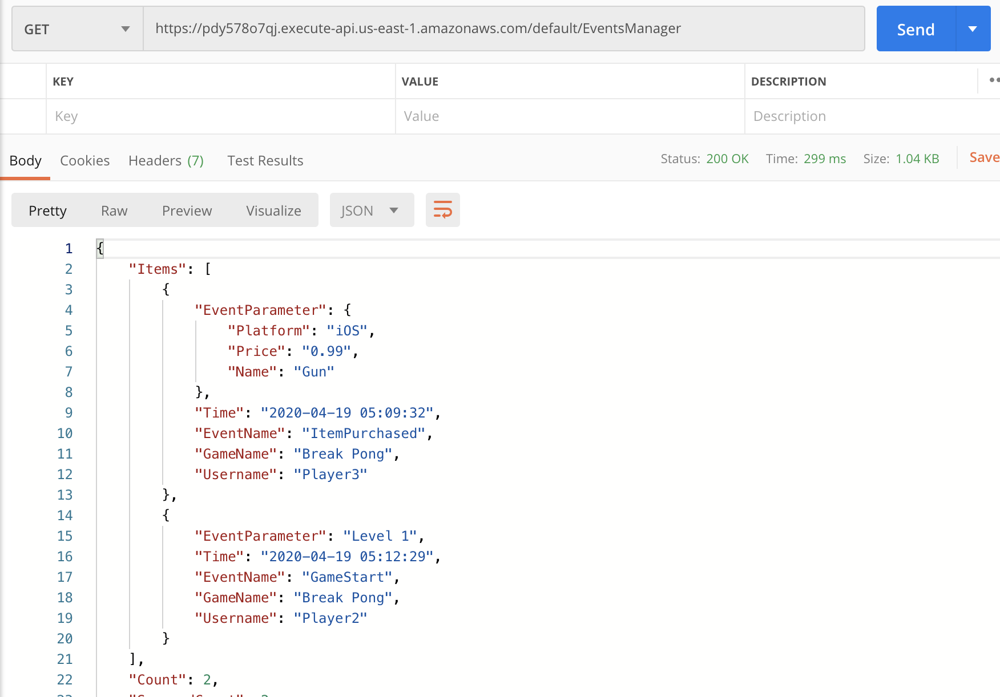 GET https://pdy578o7qj.execute-api.us-east-1.amazonaws.com/default/EventsManager Send
KEY VALUE DESCRIPTION
Key Value Description
Body Cookies Headers (7) Test Results Status: 200 OK Time: 299 ms Size: 1.04 KB Save
Pretty Raw Preview Visualize JSON
1 {
2 "Items": [
3 {
4 "EventParameter": {
5 "Platform": "iOS",
6 "Price": "0.99",
7 "Name": "Gun"
8 },
9 "Time": "2020-04-19 05:09:32",
10 "EventName": "ItemPurchased",
11 "GameName": "Break Pong",
12 "Username": "Player3"
13 },
14 {
15 "EventParameter": "Level 1",
16 "Time": "2020-04-19 05:12:29",
17 "EventName": "GameStart",
18 "GameName": "Break Pong",
19 "Username": "Player2"
20 }
21 ],
22 "Count": 2,